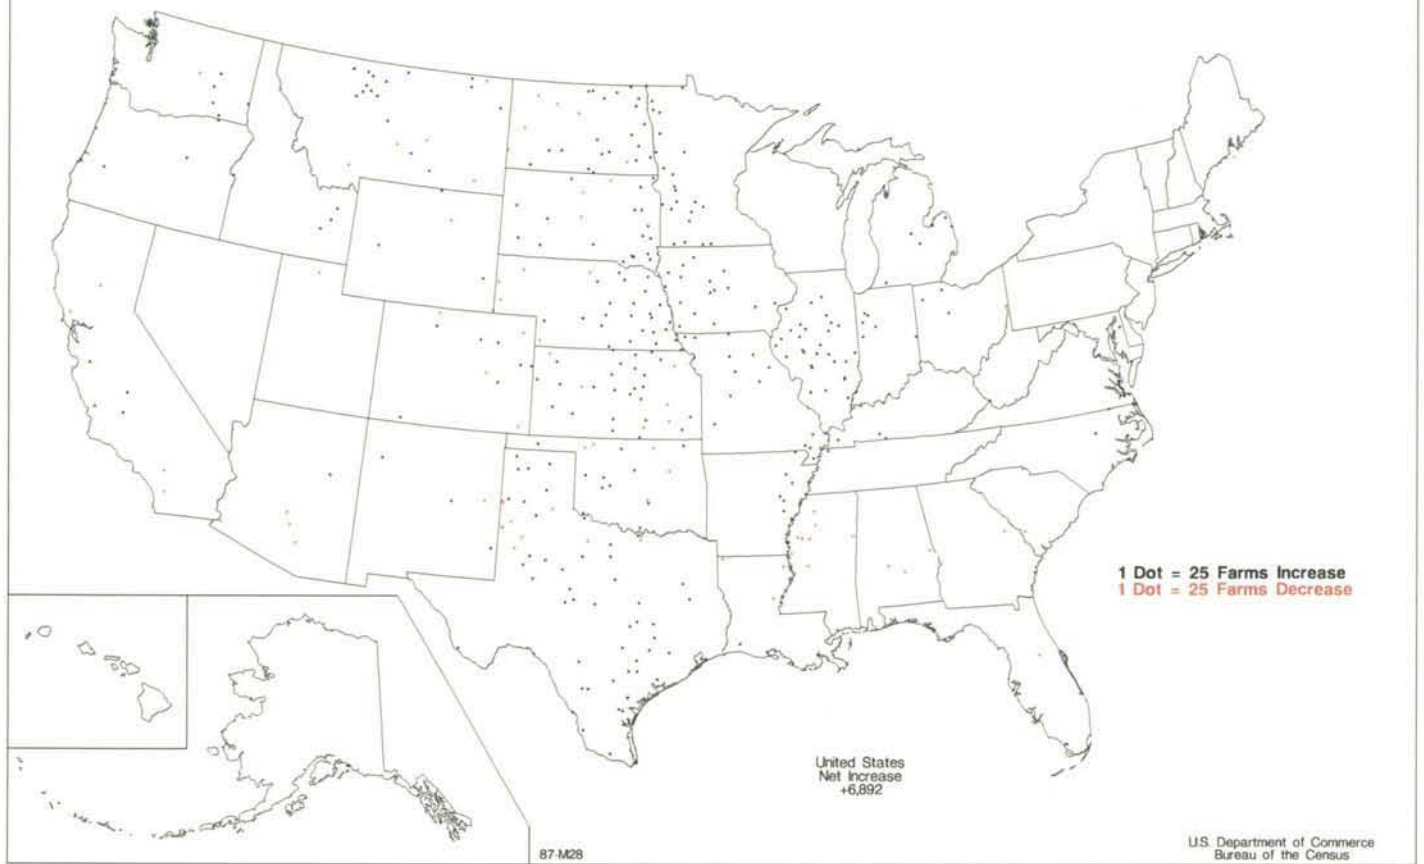 1 Dot = 25 Farms Increase
1 Dot = 25 Farms Decrease
United States
Net Increase
+6,892
87-M28
U.S. Department of Commerce
Bureau of the Census